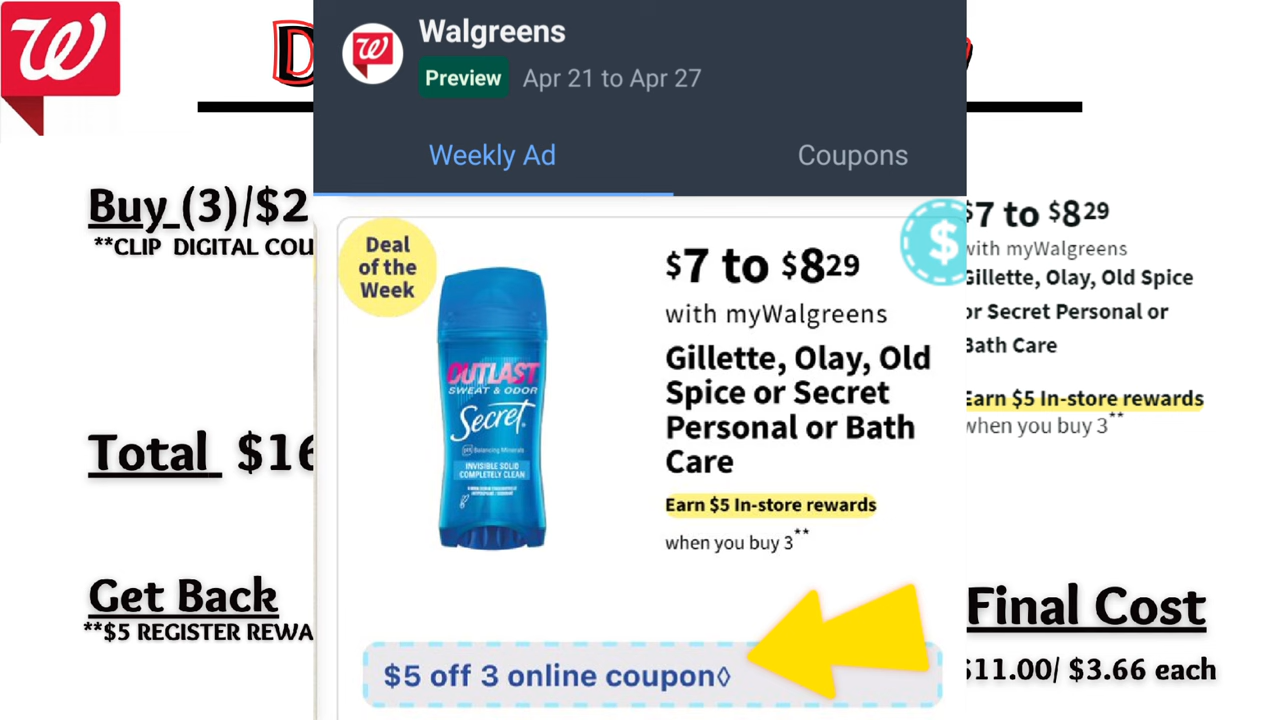 Walgreens
Preview Apr 21 to Apr 27
Weekly Ad Coupons
Buy (3)/$2
**CLIP DIGITAL COU
Deal
of the
Week
$7 to $829
with myWalgreens
Gillette, Olay, Old
Spice or Secret
Personal or Bath
Care
Earn $5 In-store rewards
when you buy 3**
OUTLAST
SWEAT & ODOR
Secret
pH Balancing Minerals
INVISIBLE SOLID
COMPLETELY CLEAN
$5 off 3 online coupon◊
$
$7 to $829
with myWalgreens
Gillette, Olay, Old Spice
or Secret Personal or
Bath Care
Earn $5 In-store rewards
when you buy 3**
Total $16
Get Back
**$5 REGISTER REWA
Final Cost
$11.00/ $3.66 each